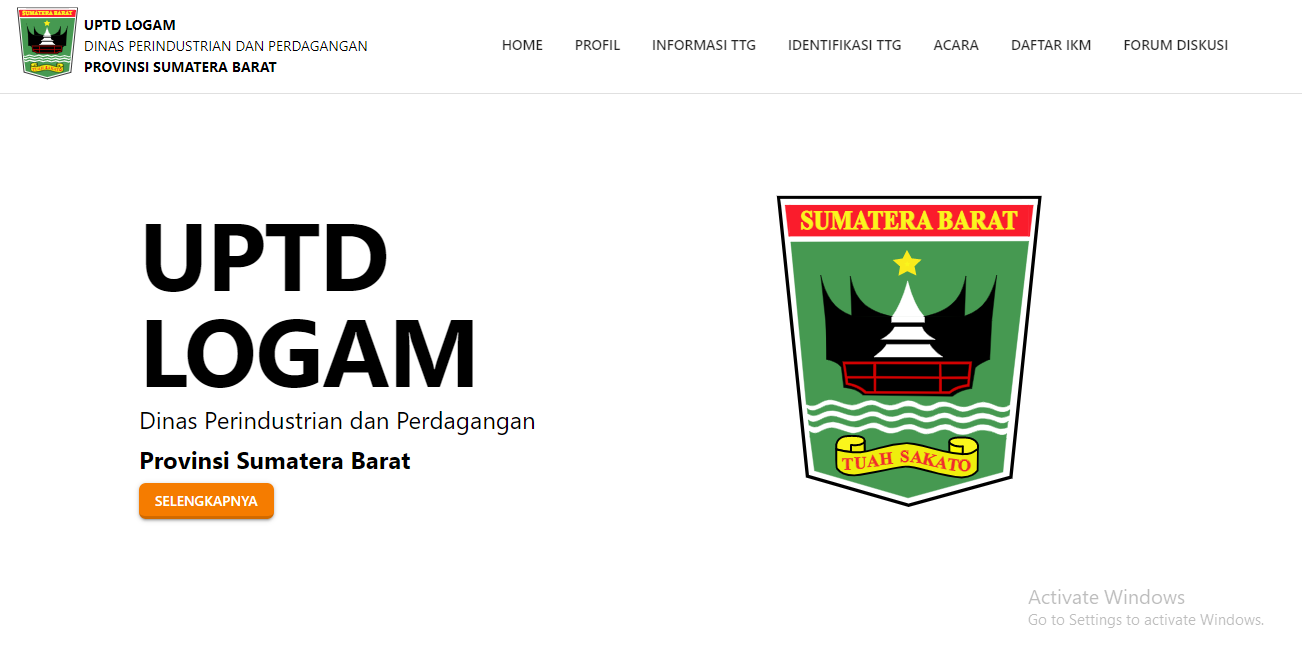 SUMATERA BARAT
UPTD LOGAM
DINAS PERINDUSTRIAN DAN PERDAGANGAN
PROVINSI SUMATERA BARAT
HOME PROFIL INFORMASI TTG IDENTIFIKASI TTG ACARA DAFTAR IKM FORUM DISKUSI
UPTD
LOGAM
Dinas Perindustrian dan Perdagangan
Provinsi Sumatera Barat
SELENGKAPNYA
SUMATERA BARAT
TUAH SAKATO
Activate Windows
Go to Settings to activate Windows.